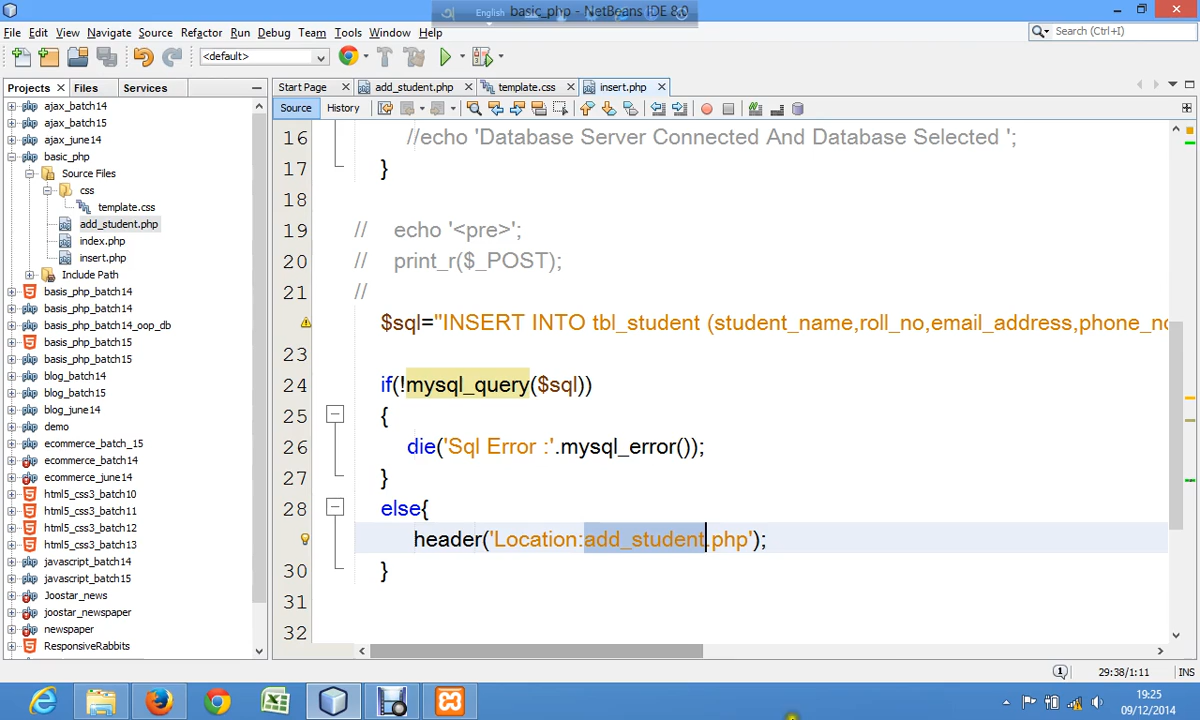 English
basic_php - NetBeans IDE 8.0
File Edit View Navigate Source Refactor Run Debug Team Tools Window Help
Search (Ctrl+I)
<default>
Projects Files Services
Start Page add_student.php template.css insert.php
Source History
ajax_batch14
ajax_batch15
ajax_june14
basic_php
Source Files
css
template.css
add_student.php
index.php
insert.php
Include Path
basis_php_batch14
basis_php_batch14
basis_php_batch14_oop_db
basis_php_batch15
basis_php_batch15
blog_batch14
blog_batch15
blog_june14
demo
ecommerce_batch_15
ecommerce_batch14
ecommerce_june14
html5_css3_batch10
html5_css3_batch11
html5_css3_batch12
html5_css3_batch13
javascript_batch14
javascript_batch15
Joostar_news
joostar_newspaper
newspaper
ResponsiveRabbits
16 //echo 'Database Server Connected And Database Selected ';
17 }
18
19 // echo '<pre>';
20 // print_r($_POST);
21 //
$sql="INSERT INTO tbl_student (student_name,roll_no,email_address,phone_no
23
24 if(!mysql_query($sql))
25 {
26 die('Sql Error :'.mysql_error());
27 }
28 else{
header('Location:add_student.php');
30 }
31
32
29:38/1:11 INS
19:25
09/12/2014